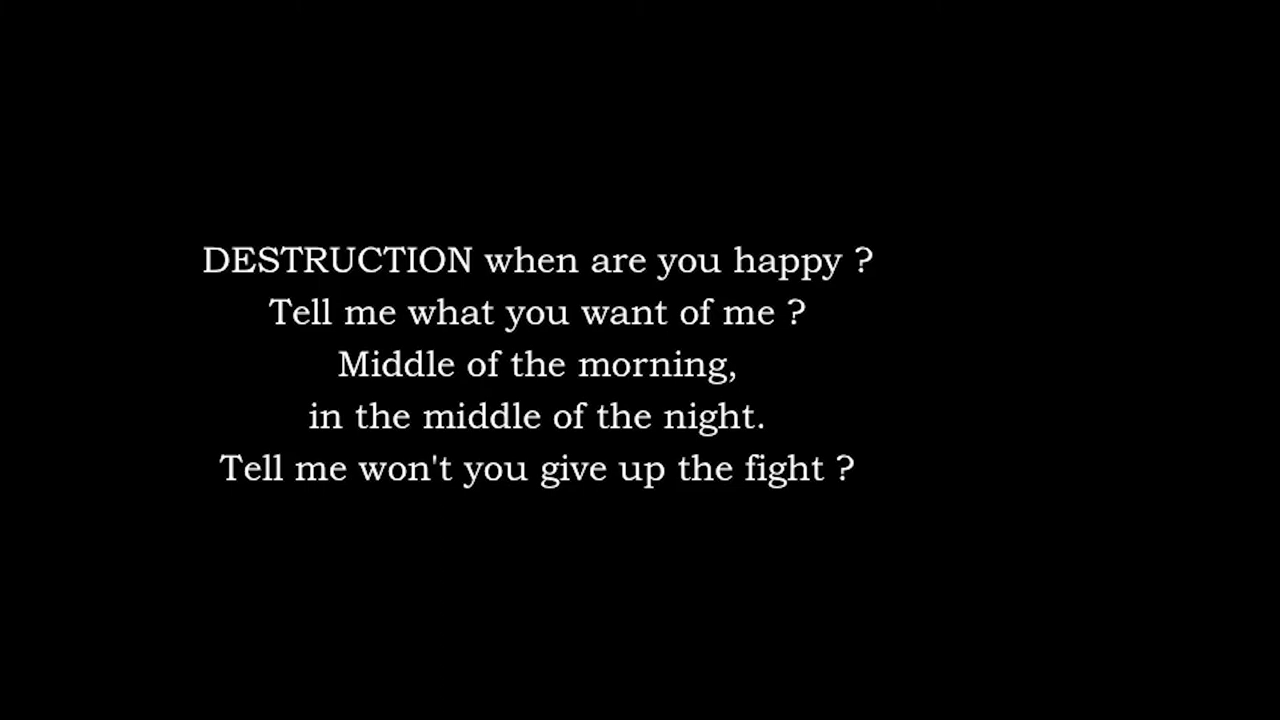 DESTRUCTION when are you happy ?
Tell me what you want of me ?
Middle of the morning,
in the middle of the night.
Tell me won't you give up the fight ?